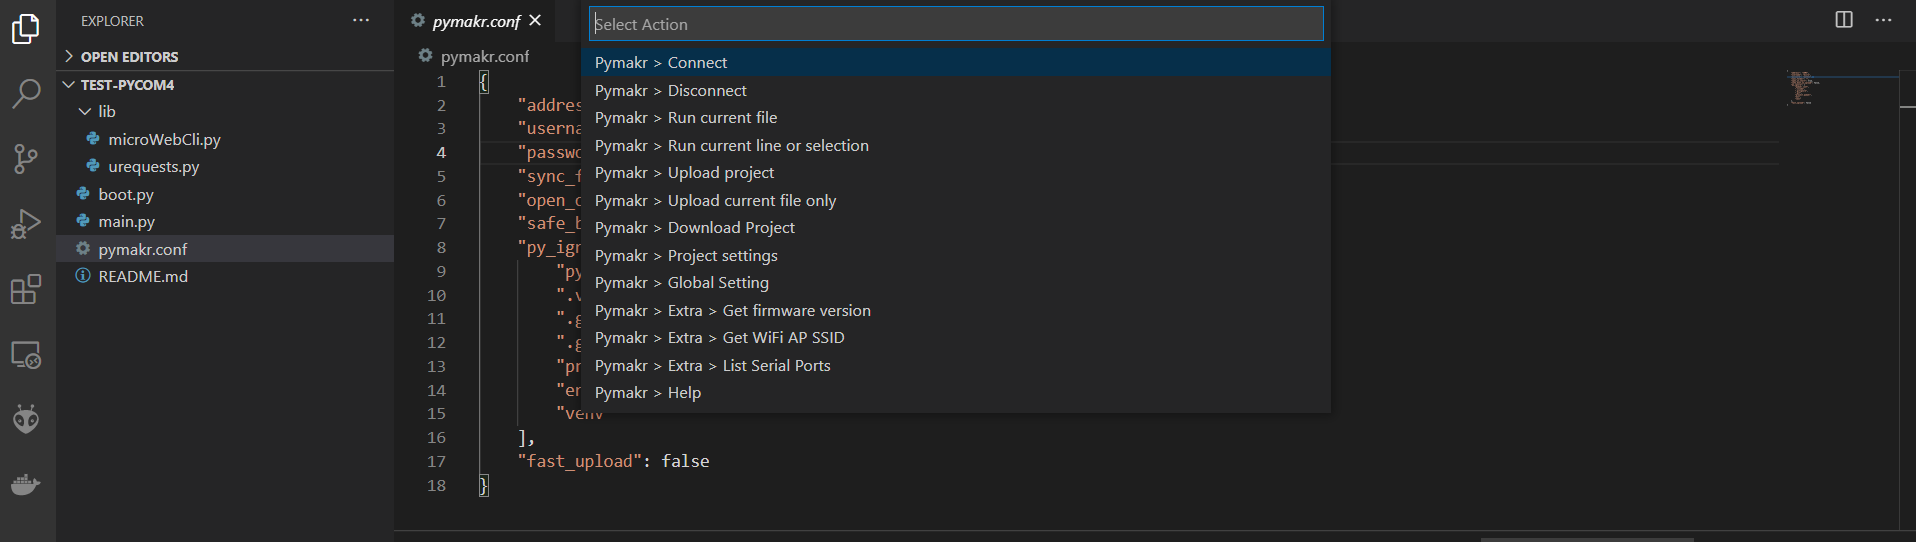 EXPLORER
OPEN EDITORS
TEST-PYCOM4
lib
microWebCli.py
urequests.py
boot.py
main.py
pymakr.conf
README.md
pymakr.conf
pymakr.conf
Select Action
Pymakr > Connect
Pymakr > Disconnect
Pymakr > Run current file
Pymakr > Run current line or selection
Pymakr > Upload project
Pymakr > Upload current file only
Pymakr > Download Project
Pymakr > Project settings
Pymakr > Global Setting
Pymakr > Extra > Get firmware version
Pymakr > Extra > Get WiFi AP SSID
Pymakr > Extra > List Serial Ports
Pymakr > Help
1 {
2 "addres
3 "userna
4 "passwo
5 "sync_f
6 "open_o
7 "safe_b
8 "py_ign
9 "py
10 ".v
11 ".g
12 ".g
13 "pr
14 "en
15 "venv
16 ],
17 "fast_upload": false
18 }